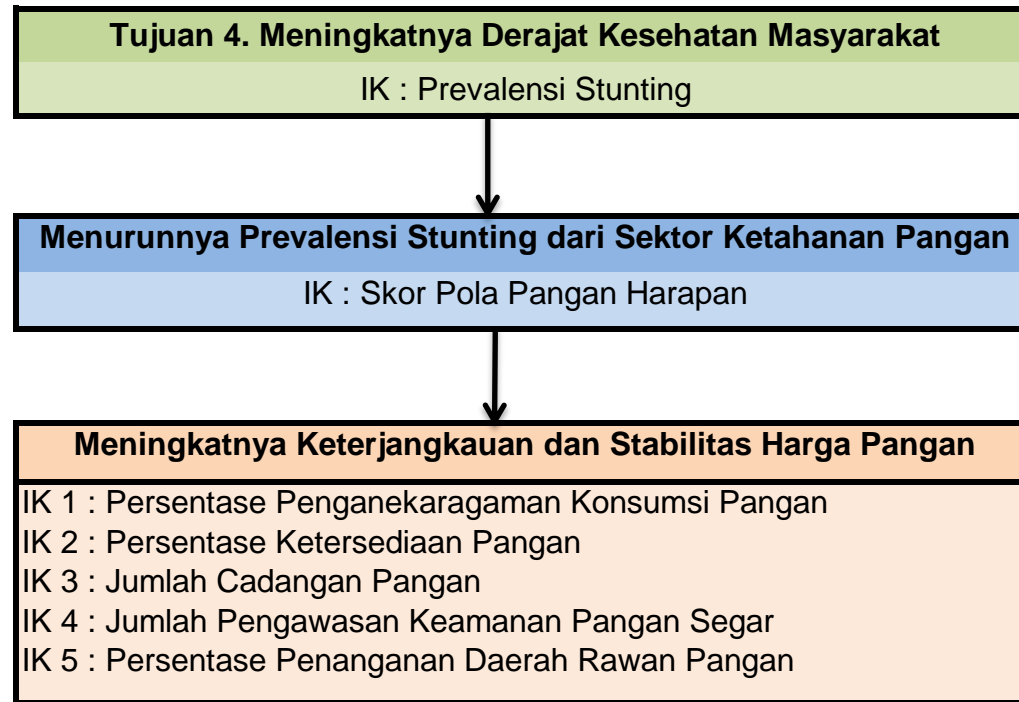 Tujuan 4. Meningkatnya Derajat Kesehatan Masyarakat
IK : Prevalensi Stunting
Menurunnya Prevalensi Stunting dari Sektor Ketahanan Pangan
IK : Skor Pola Pangan Harapan
Meningkatnya Keterjangkauan dan Stabilitas Harga Pangan
IK 1 : Persentase Penganekaragaman Konsumsi Pangan
IK 2 : Persentase Ketersediaan Pangan
IK 3 : Jumlah Cadangan Pangan
IK 4 : Jumlah Pengawasan Keamanan Pangan Segar
IK 5 : Persentase Penanganan Daerah Rawan Pangan